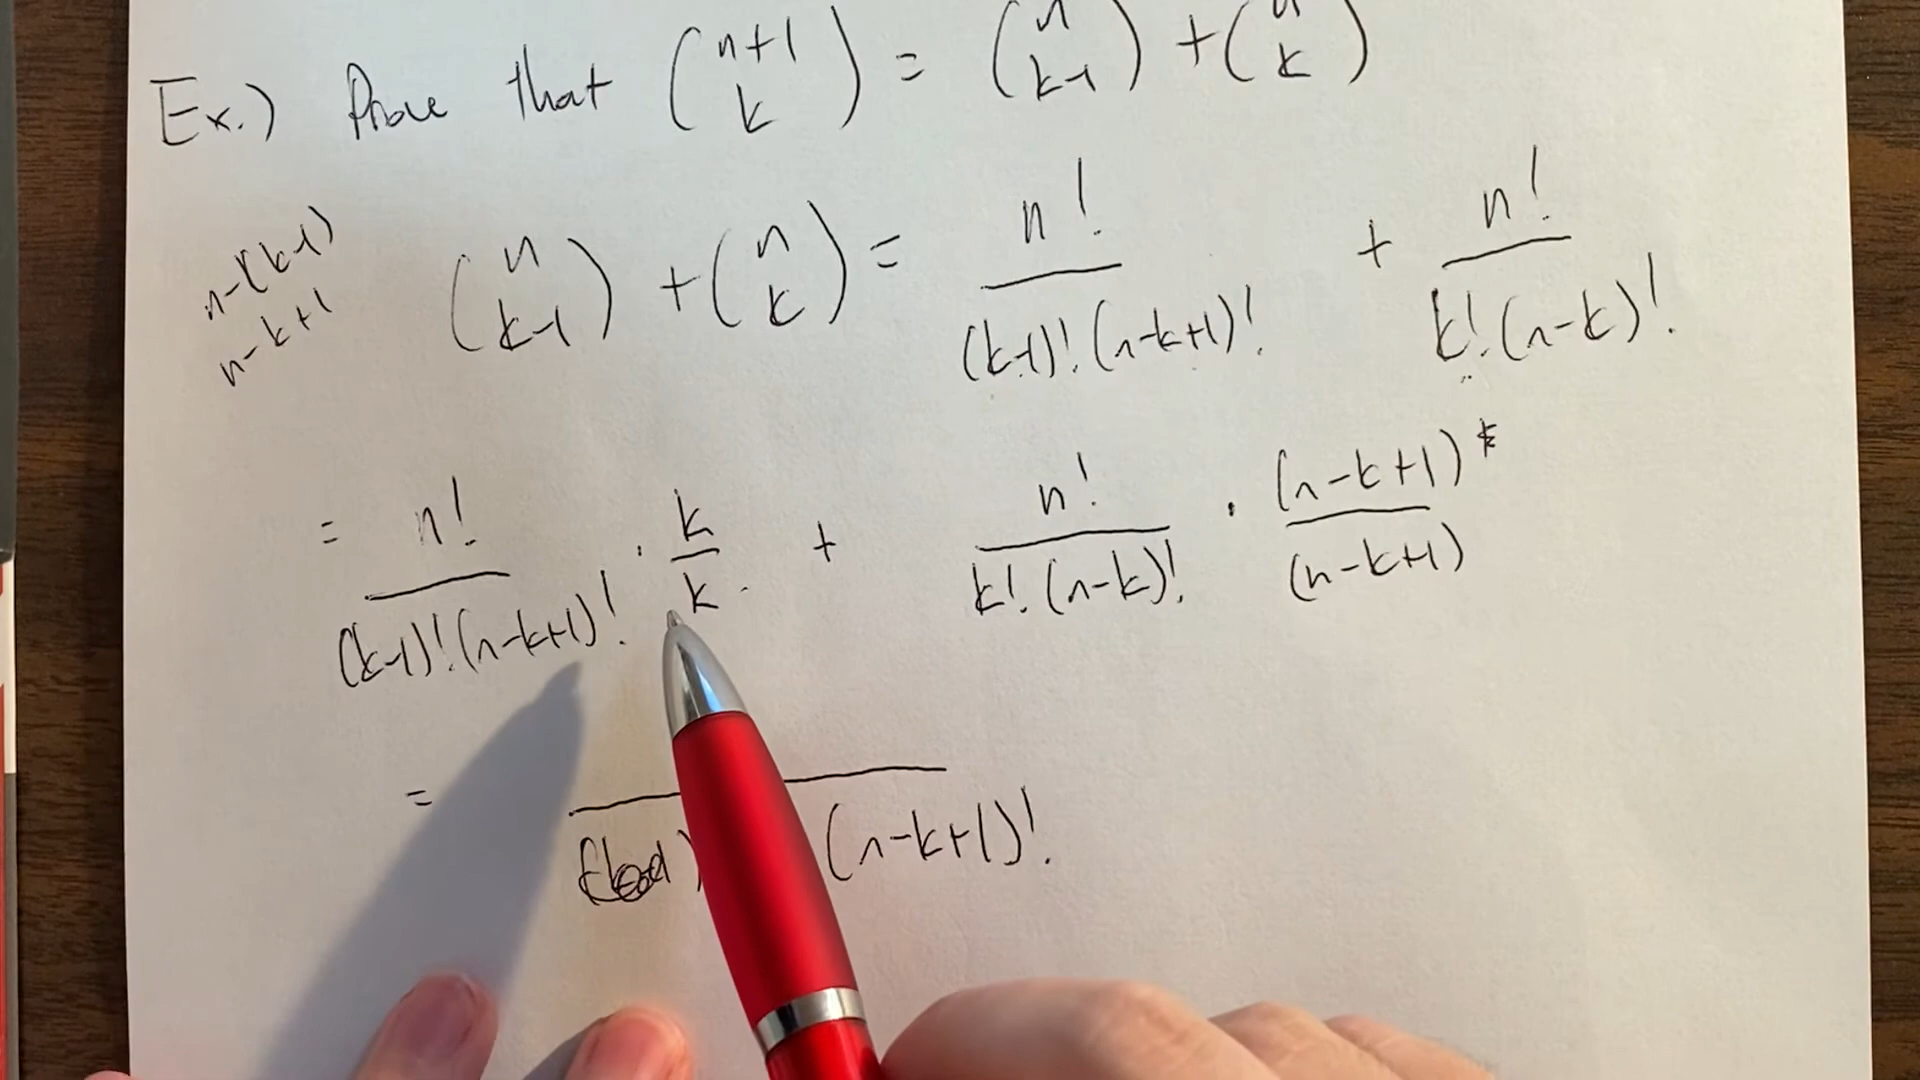 Ex.) Prove that (n+1 k) = (n k-1) + (n k)
n-(k-1)
n-k+1
(n k-1) + (n k) = n! / (k-1)! (n-k+1)! + n! / k! (n-k)!
= n! / (k-1)! (n-k+1)! · k/k + n! / k! (n-k)! · (n-k+1) / (n-k+1) *
= / (n-k+1)!